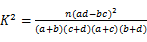 K² = n(ad−bc)² / (a+b)(c+d)(a+c)(b+d)